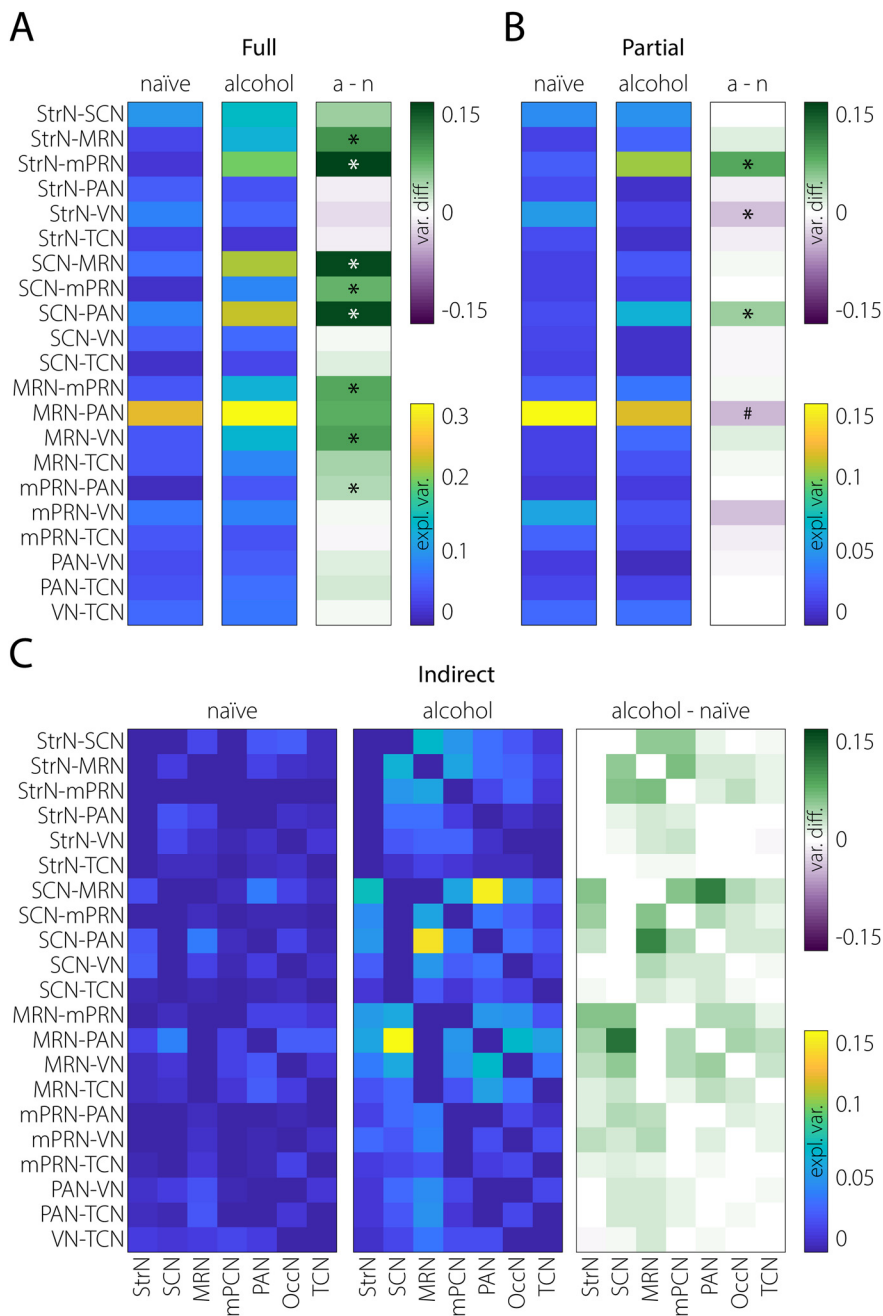 A
Full
naïve
alcohol
a - n
StrN-SCN
StrN-MRN
StrN-mPRN
StrN-PAN
StrN-VN
StrN-TCN
SCN-MRN
SCN-mPRN
SCN-PAN
SCN-VN
SCN-TCN
MRN-mPRN
MRN-PAN
MRN-VN
MRN-TCN
mPRN-PAN
mPRN-VN
mPRN-TCN
PAN-VN
PAN-TCN
VN-TCN
*
*
*
*
*
*
*
*
0.15
var. diff.
0
-0.15
0.3
0.2
expl. var.
0.1
0
B
Partial
naïve
alcohol
a - n
*
*
*
#
0.15
var. diff.
0
-0.15
0.15
0.1
expl. var.
0.05
0
C
Indirect
naïve
alcohol
alcohol - naïve
StrN-SCN
StrN-MRN
StrN-mPRN
StrN-PAN
StrN-VN
StrN-TCN
SCN-MRN
SCN-mPRN
SCN-PAN
SCN-VN
SCN-TCN
MRN-mPRN
MRN-PAN
MRN-VN
MRN-TCN
mPRN-PAN
mPRN-VN
mPRN-TCN
PAN-VN
PAN-TCN
VN-TCN
StrN
SCN
MRN
mPCN
PAN
OccN
TCN
StrN
SCN
MRN
mPCN
PAN
OccN
TCN
StrN
SCN
MRN
mPCN
PAN
OccN
TCN
0.15
var. diff.
0
-0.15
0.15
0.1
expl. var.
0.05
0